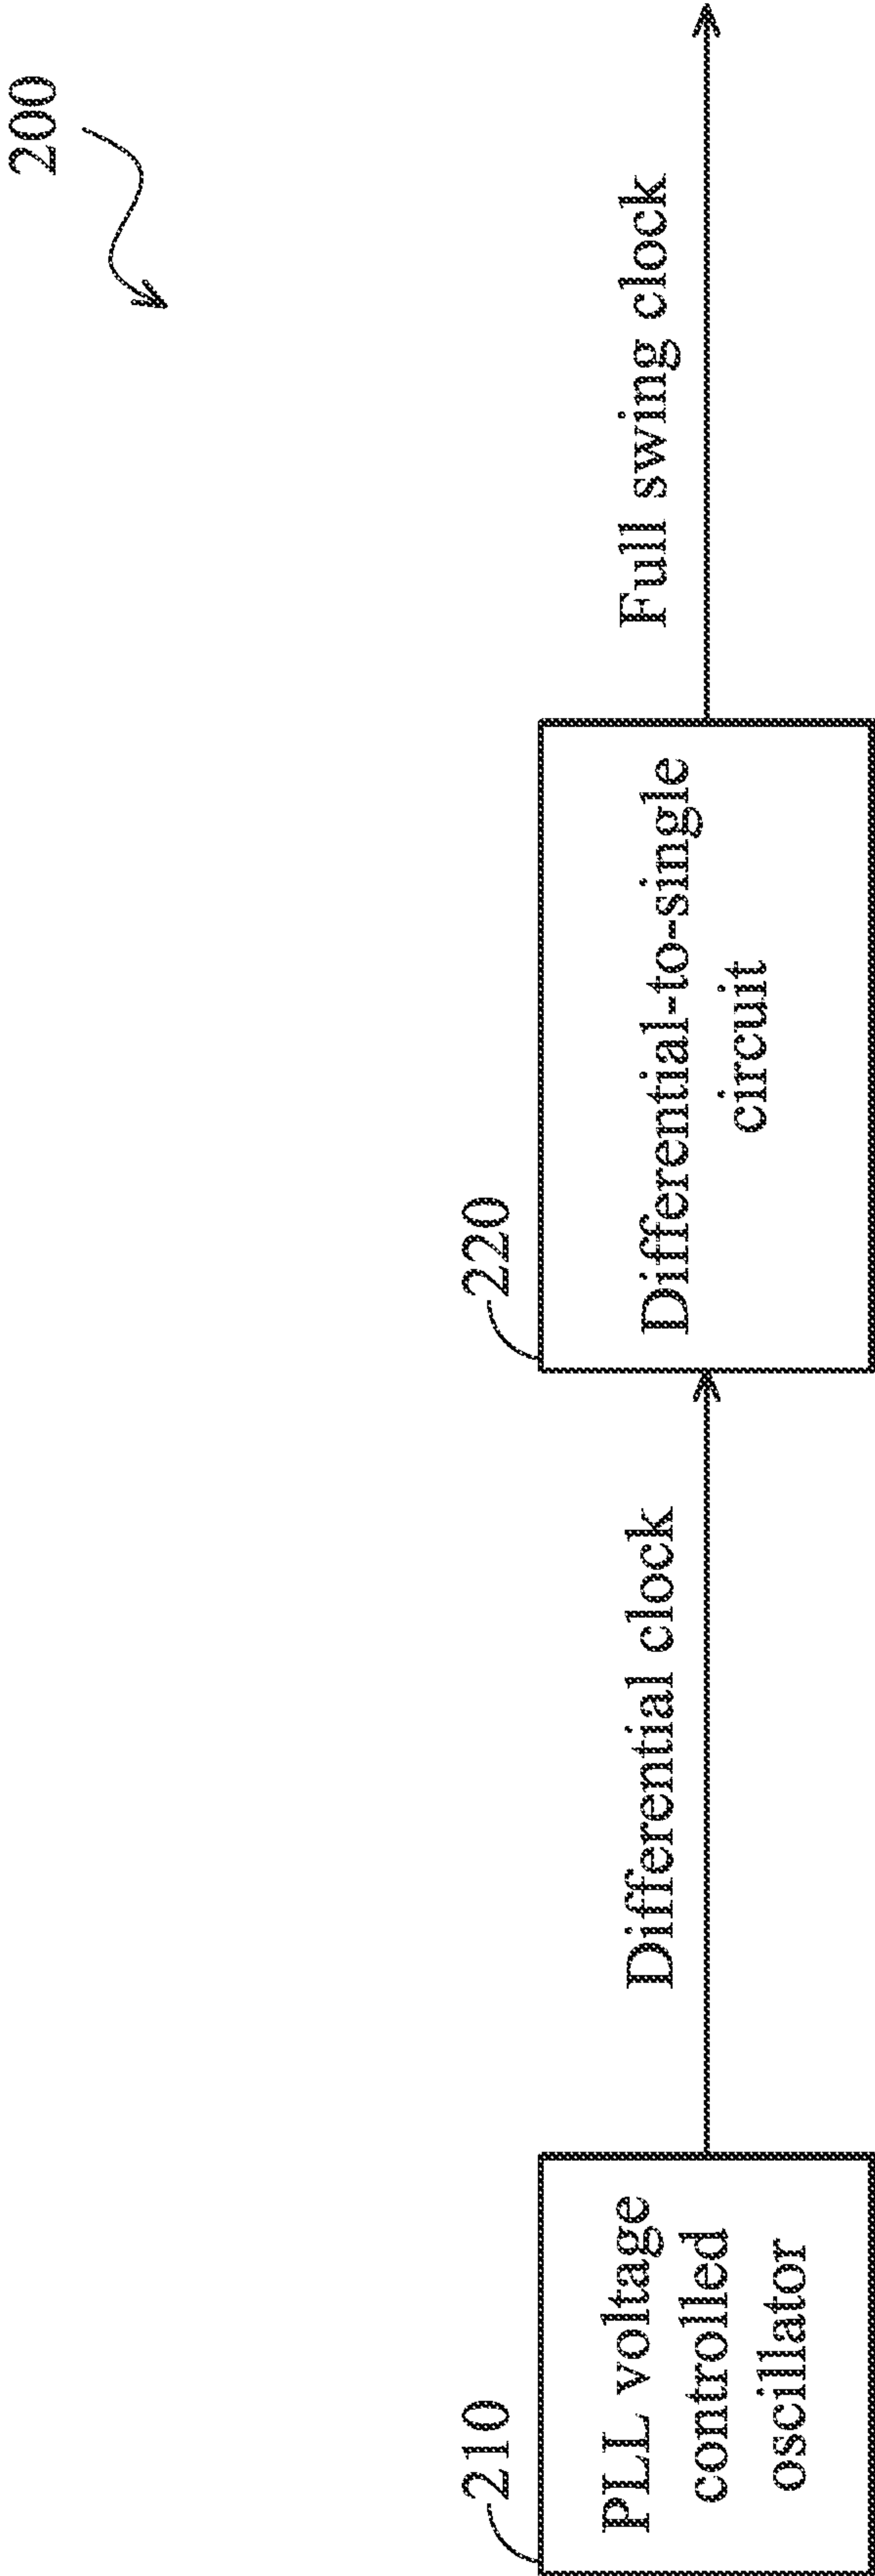 200
210
PLL voltage
controlled
oscillator
Differential clock
220
Differential-to-single
circuit
Full swing clock